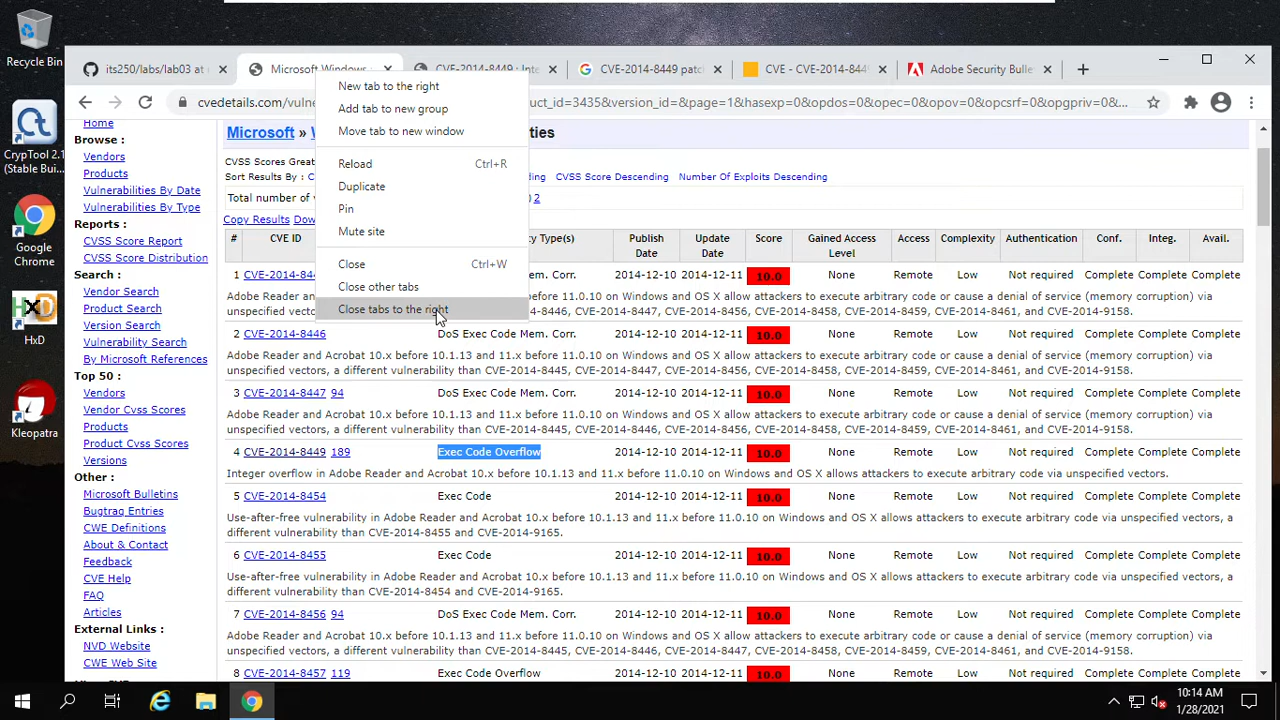 Recycle Bin
CrypTool 2.1
(Stable Bui...
Google
Chrome
HxD
Kleopatra
its250/labs/lab03 at
Microsoft Windows
CVE-2014-8449 : Inte
CVE-2014-8449 patc
CVE - CVE-2014-844
Adobe Security Bulle
cvedetails.com/vulne
uct_id=3435&version_id=&page=1&hasexp=0&opdos=0&opec=0&opov=0&opcsrf=0&opgpriv=0&...
New tab to the right
Add tab to new group
Move tab to new window
Reload Ctrl+R
Duplicate
Pin
Mute site
Close Ctrl+W
Close other tabs
Close tabs to the right
Home
Browse :
Vendors
Products
Vulnerabilities By Date
Vulnerabilities By Type
Reports :
CVSS Score Report
CVSS Score Distribution
Search :
Vendor Search
Product Search
Version Search
Vulnerability Search
By Microsoft References
Top 50 :
Vendors
Vendor Cvss Scores
Products
Product Cvss Scores
Versions
Other :
Microsoft Bulletins
Bugtraq Entries
CWE Definitions
About & Contact
Feedback
CVE Help
FAQ
Articles
External Links :
NVD Website
CWE Web Site
Microsoft » W ties
CVSS Scores Great
Sort Results By : nding CVSS Score Descending Number Of Exploits Descending
Total number of v ) 2
Copy Results Dow
# CVE ID y Type(s) Publish Date Update Date Score Gained Access Level Access Complexity Authentication Conf. Integ. Avail.
1 CVE-2014-844 Mem. Corr. 2014-12-10 2014-12-11 10.0 None Remote Low Not required Complete Complete Complete
Adobe Reader before 11.0.10 on Windows and OS X allow attackers to execute arbitrary code or cause a denial of service (memory corruption) via
unspecified vectors, a different vulnerability than CVE-2014-8446, CVE-2014-8447, CVE-2014-8456, CVE-2014-8458, CVE-2014-8459, CVE-2014-8461, and CVE-2014-9158.
2 CVE-2014-8446 DoS Exec Code Mem. Corr. 2014-12-10 2014-12-11 10.0 None Remote Low Not required Complete Complete Complete
Adobe Reader and Acrobat 10.x before 10.1.13 and 11.x before 11.0.10 on Windows and OS X allow attackers to execute arbitrary code or cause a denial of service (memory corruption) via
unspecified vectors, a different vulnerability than CVE-2014-8445, CVE-2014-8447, CVE-2014-8456, CVE-2014-8458, CVE-2014-8459, CVE-2014-8461, and CVE-2014-9158.
3 CVE-2014-8447 94 DoS Exec Code Mem. Corr. 2014-12-10 2014-12-11 10.0 None Remote Low Not required Complete Complete Complete
Adobe Reader and Acrobat 10.x before 10.1.13 and 11.x before 11.0.10 on Windows and OS X allow attackers to execute arbitrary code or cause a denial of service (memory corruption) via
unspecified vectors, a different vulnerability than CVE-2014-8445, CVE-2014-8446, CVE-2014-8456, CVE-2014-8458, CVE-2014-8459, CVE-2014-8461, and CVE-2014-9158.
4 CVE-2014-8449 189 Exec Code Overflow 2014-12-10 2014-12-11 10.0 None Remote Low Not required Complete Complete Complete
Integer overflow in Adobe Reader and Acrobat 10.x before 10.1.13 and 11.x before 11.0.10 on Windows and OS X allows attackers to execute arbitrary code via unspecified vectors.
5 CVE-2014-8454 Exec Code 2014-12-10 2014-12-11 10.0 None Remote Low Not required Complete Complete Complete
Use-after-free vulnerability in Adobe Reader and Acrobat 10.x before 10.1.13 and 11.x before 11.0.10 on Windows and OS X allows attackers to execute arbitrary code via unspecified vectors, a
different vulnerability than CVE-2014-8455 and CVE-2014-9165.
6 CVE-2014-8455 Exec Code 2014-12-10 2014-12-11 10.0 None Remote Low Not required Complete Complete Complete
Use-after-free vulnerability in Adobe Reader and Acrobat 10.x before 10.1.13 and 11.x before 11.0.10 on Windows and OS X allows attackers to execute arbitrary code via unspecified vectors, a
different vulnerability than CVE-2014-8454 and CVE-2014-9165.
7 CVE-2014-8456 94 DoS Exec Code Mem. Corr. 2014-12-10 2014-12-11 10.0 None Remote Low Not required Complete Complete Complete
Adobe Reader and Acrobat 10.x before 10.1.13 and 11.x before 11.0.10 on Windows and OS X allow attackers to execute arbitrary code or cause a denial of service (memory corruption) via
unspecified vectors, a different vulnerability than CVE-2014-8445, CVE-2014-8446, CVE-2014-8447, CVE-2014-8458, CVE-2014-8459, CVE-2014-8461, and CVE-2014-9158.
8 CVE-2014-8457 119 Exec Code Overflow 2014-12-10 2014-12-11 10.0 None Remote Low Not required Complete Complete Complete
10:14 AM
1/28/2021